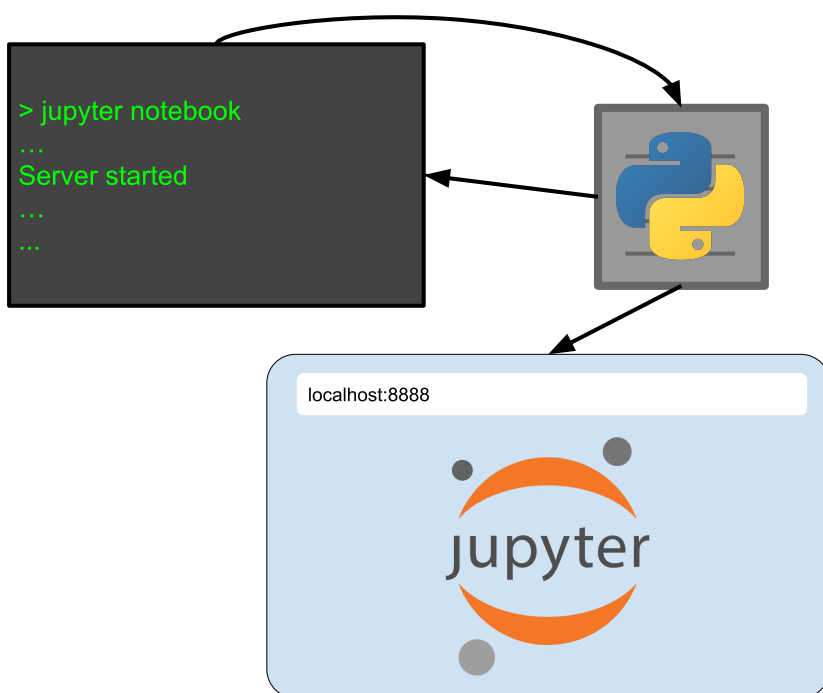 > jupyter notebook
…
Server started
…
...
localhost:8888
jupyter